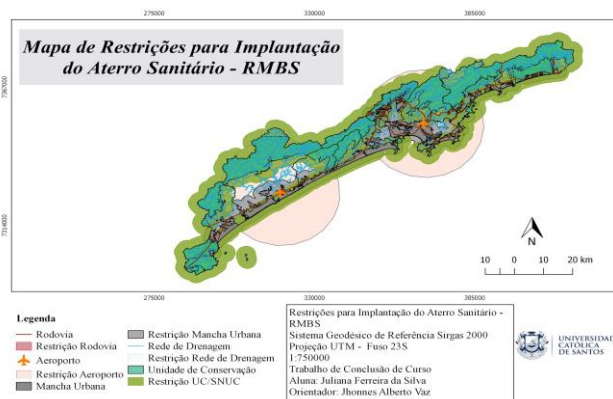 275000
330000
385000
Mapa de Restrições para Implantação
do Aterro Sanitário - RMBS
7367000
7314000
N
10 0 10 20 km
275000
330000
385000
Legenda
Rodovia
Restrição Rodovia
Aeroporto
Restrição Aeroporto
Mancha Urbana
Restrição Mancha Urbana
Rede de Drenagem
Restrição Rede de Drenagem
Unidade de Conservação
Restrição UC/SNUC
Restrições para Implantação do Aterro Sanitário -
RMBS
Sistema Geodésico de Referência Sirgas 2000
Projeção UTM - Fuso 23S
1:750000
Trabalho de Conclusão de Curso
Aluna: Juliana Ferreira da Silva
Orientador: Jhonnes Alberto Vaz
UNIVERSIDADE
CATÓLICA
DE SANTOS